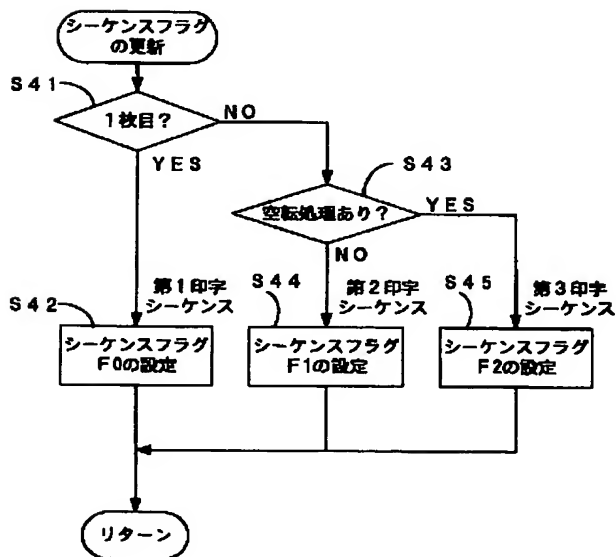 シーケンスフラグ
の更新
S41
1枚目?
NO
YES
S43
空転処理あり?
YES
NO
S42
第1印字
シーケンス
S44
第2印字
シーケンス
S45
第3印字
シーケンス
シーケンスフラグ
F0の設定
シーケンスフラグ
F1の設定
シーケンスフラグ
F2の設定
リターン